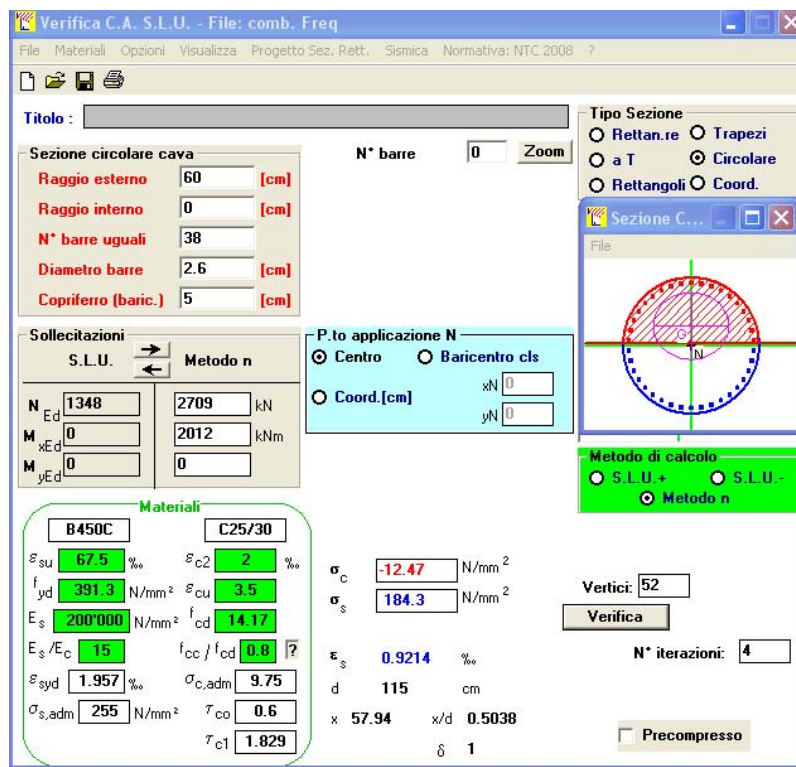 Verifica C.A. S.L.U. - File: comb. Freq
File Materiali Opzioni Visualizza Progetto Sez. Rett. Sismica Normativa: NTC 2008 ?
Titolo :
Tipo Sezione
Rettan.re Trapezi
a T Circolare
Rettangoli Coord.
Sezione circolare cava
N° barre 0 Zoom
Raggio esterno 60 [cm]
Raggio interno 0 [cm]
N° barre uguali 38
Diametro barre 2.6 [cm]
Copriferro (baric.) 5 [cm]
Sezione C...
File
G
N
Sollecitazioni
S.L.U. Metodo n
N Ed 1348 2709 kN
M xEd 0 2012 kNm
M yEd 0 0
P.to applicazione N
Centro Baricentro cls
Coord.[cm] xN 0
yN 0
Metodo di calcolo
S.L.U.+ S.L.U.-
Metodo n
Materiali
B450C C25/30
εsu 67.5 ‰ εc2 2 ‰
fyd 391.3 N/mm² εcu 3.5
Es 200'000 N/mm² fcd 14.17
Es/Ec 15 fcc / fcd 0.8 ?
εsyd 1.957 ‰ σc,adm 9.75
σs,adm 255 N/mm² τco 0.6
τc1 1.829
σc -12.47 N/mm²
σs 184.3 N/mm²
εs 0.9214 ‰
d 115 cm
x 57.94 x/d 0.5038
δ 1
Vertici: 52
Verifica
N° iterazioni: 4
Precompresso